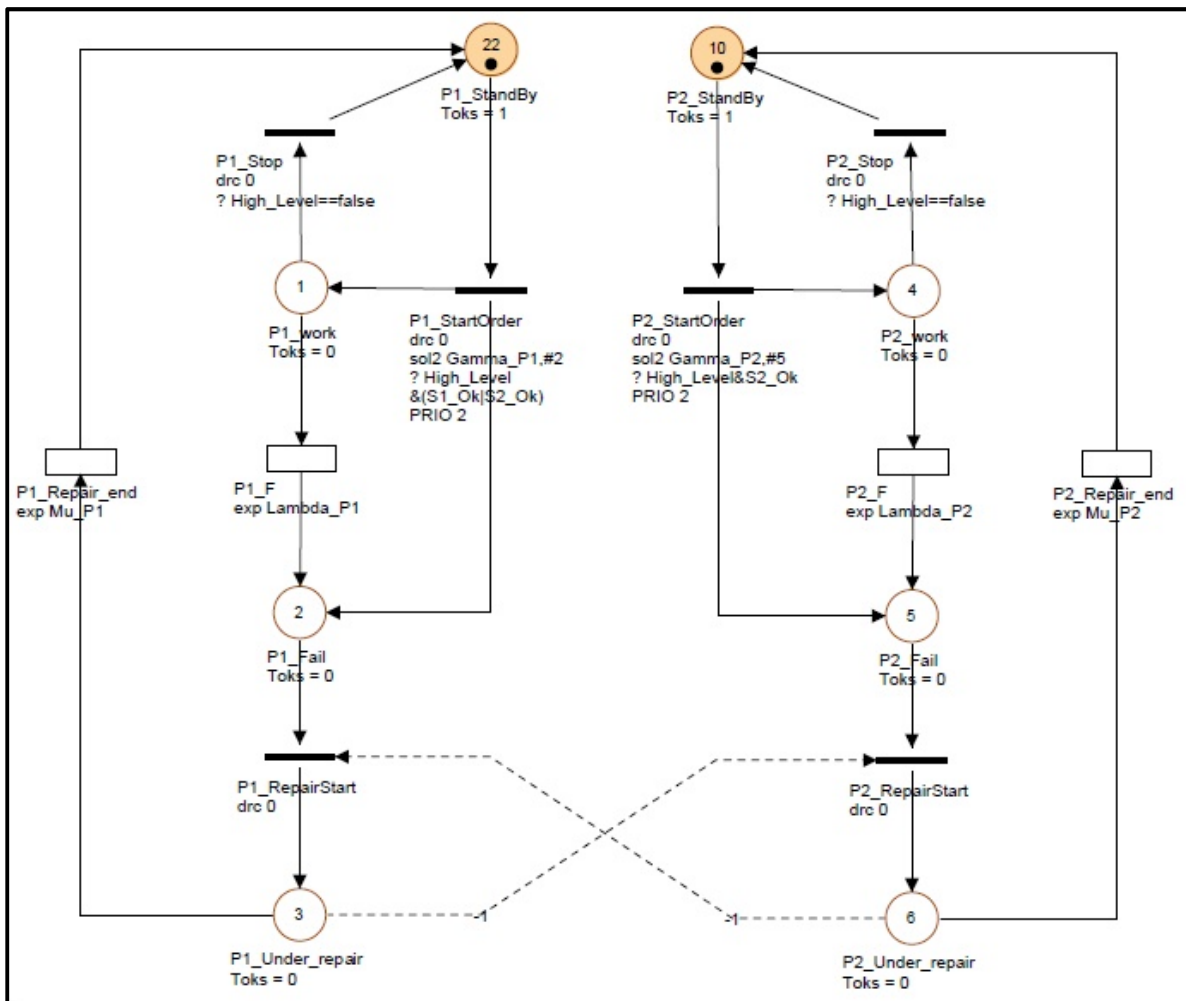 22
P1_StandBy
Toks = 1
10
P2_StandBy
Toks = 1
P1_Stop
drc 0
? High_Level==false
P2_Stop
drc 0
? High_Level==false
1
P1_work
Toks = 0
P1_StartOrder
drc 0
sol2 Gamma_P1,#2
? High_Level
&(S1_Ok|S2_Ok)
PRIO 2
P2_StartOrder
drc 0
sol2 Gamma_P2,#5
? High_Level&S2_Ok
PRIO 2
4
P2_work
Toks = 0
P1_Repair_end
exp Mu_P1
P1_F
exp Lambda_P1
P2_F
exp Lambda_P2
P2_Repair_end
exp Mu_P2
2
P1_Fail
Toks = 0
5
P2_Fail
Toks = 0
P1_RepairStart
drc 0
P2_RepairStart
drc 0
3
P1_Under_repair
Toks = 0
-1
-1
6
P2_Under_repair
Toks = 0